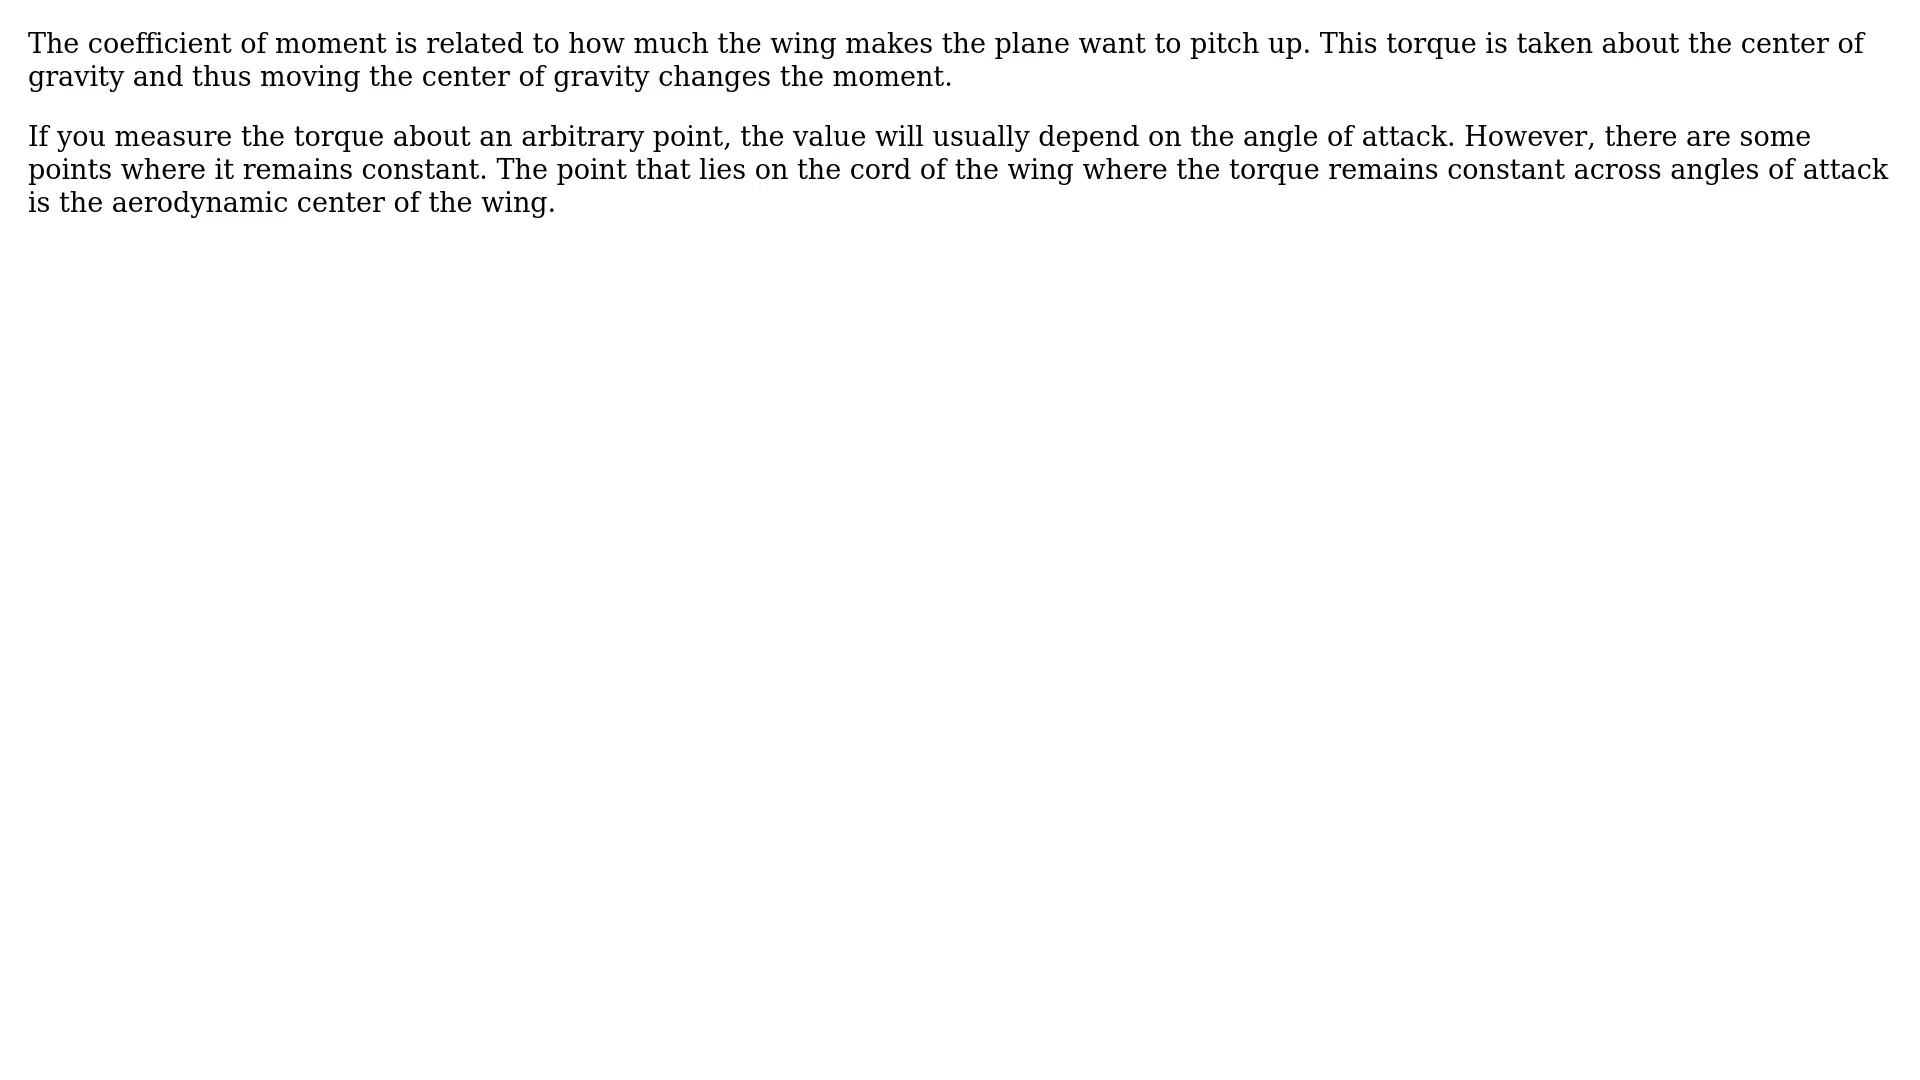 The coefficient of moment is related to how much the wing makes the plane want to pitch up. This torque is taken about the center of
gravity and thus moving the center of gravity changes the moment.
If you measure the torque about an arbitrary point, the value will usually depend on the angle of attack. However, there are some
points where it remains constant. The point that lies on the cord of the wing where the torque remains constant across angles of attack
is the aerodynamic center of the wing.